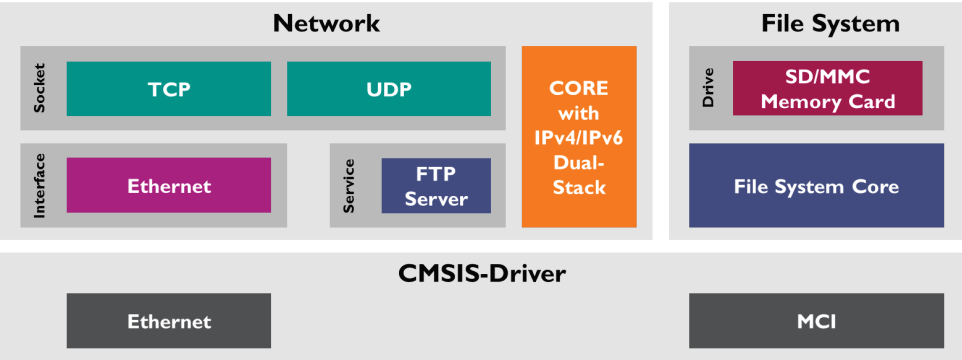 Network
Socket
TCP
UDP
CORE
with
IPv4/IPv6
Dual-
Stack
Interface
Ethernet
Service
FTP
Server
File System
Drive
SD/MMC
Memory Card
File System Core
CMSIS-Driver
Ethernet
MCI